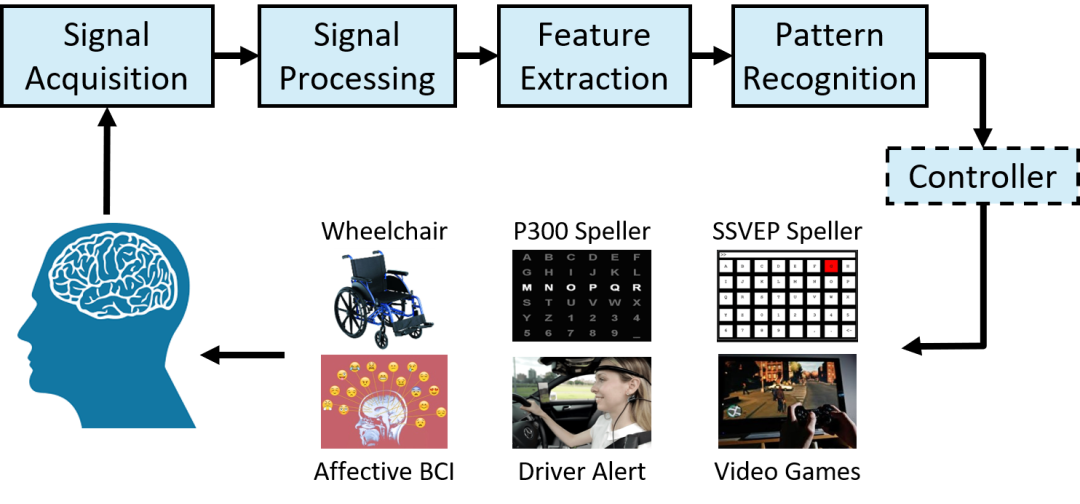 Signal
Acquisition
Signal
Processing
Feature
Extraction
Pattern
Recognition
Controller
Wheelchair
P300 Speller
SSVEP Speller
A B C D E F
G H I J K L
M N O P Q R
S T U V W X
Y Z 1 2 3 4
5 6 7 8 9 _
Affective BCI
Driver Alert
Video Games